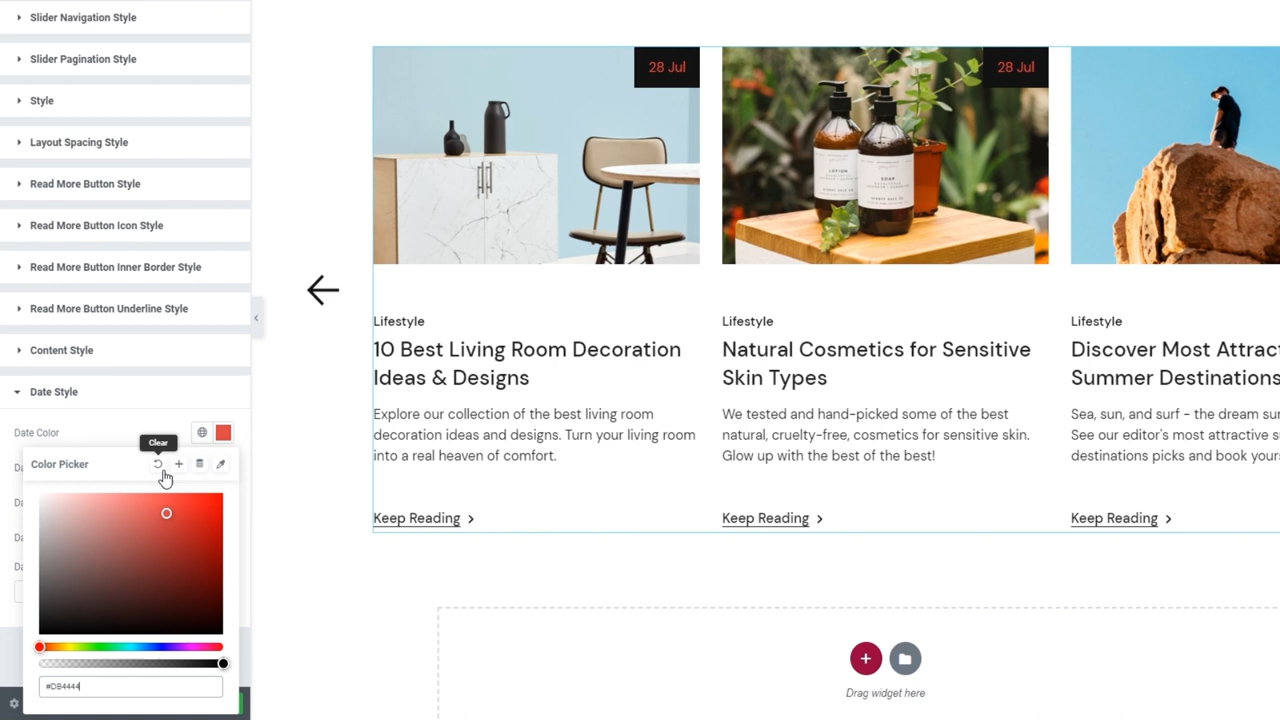 Slider Navigation Style
Slider Pagination Style
Style
Layout Spacing Style
Read More Button Style
Read More Button Icon Style
Read More Button Inner Border Style
Read More Button Underline Style
Content Style
Date Style
Date Color
Clear
Color Picker
Da
Da
Da
Da
#DB4444
28 Jul
28 Jul
LOTION
SOAP
Lifestyle
10 Best Living Room Decoration
Ideas & Designs
Explore our collection of the best living room
decoration ideas and designs. Turn your living room
into a real heaven of comfort.
Keep Reading
Lifestyle
Natural Cosmetics for Sensitive
Skin Types
We tested and hand-picked some of the best
natural, cruelty-free, cosmetics for sensitive skin.
Glow up with the best of the best!
Keep Reading
Lifestyle
Discover Most Attract
Summer Destinations
Sea, sun, and surf - the dream sur
See our editor's most attractive s
destinations picks and book your
Keep Reading
Drag widget here